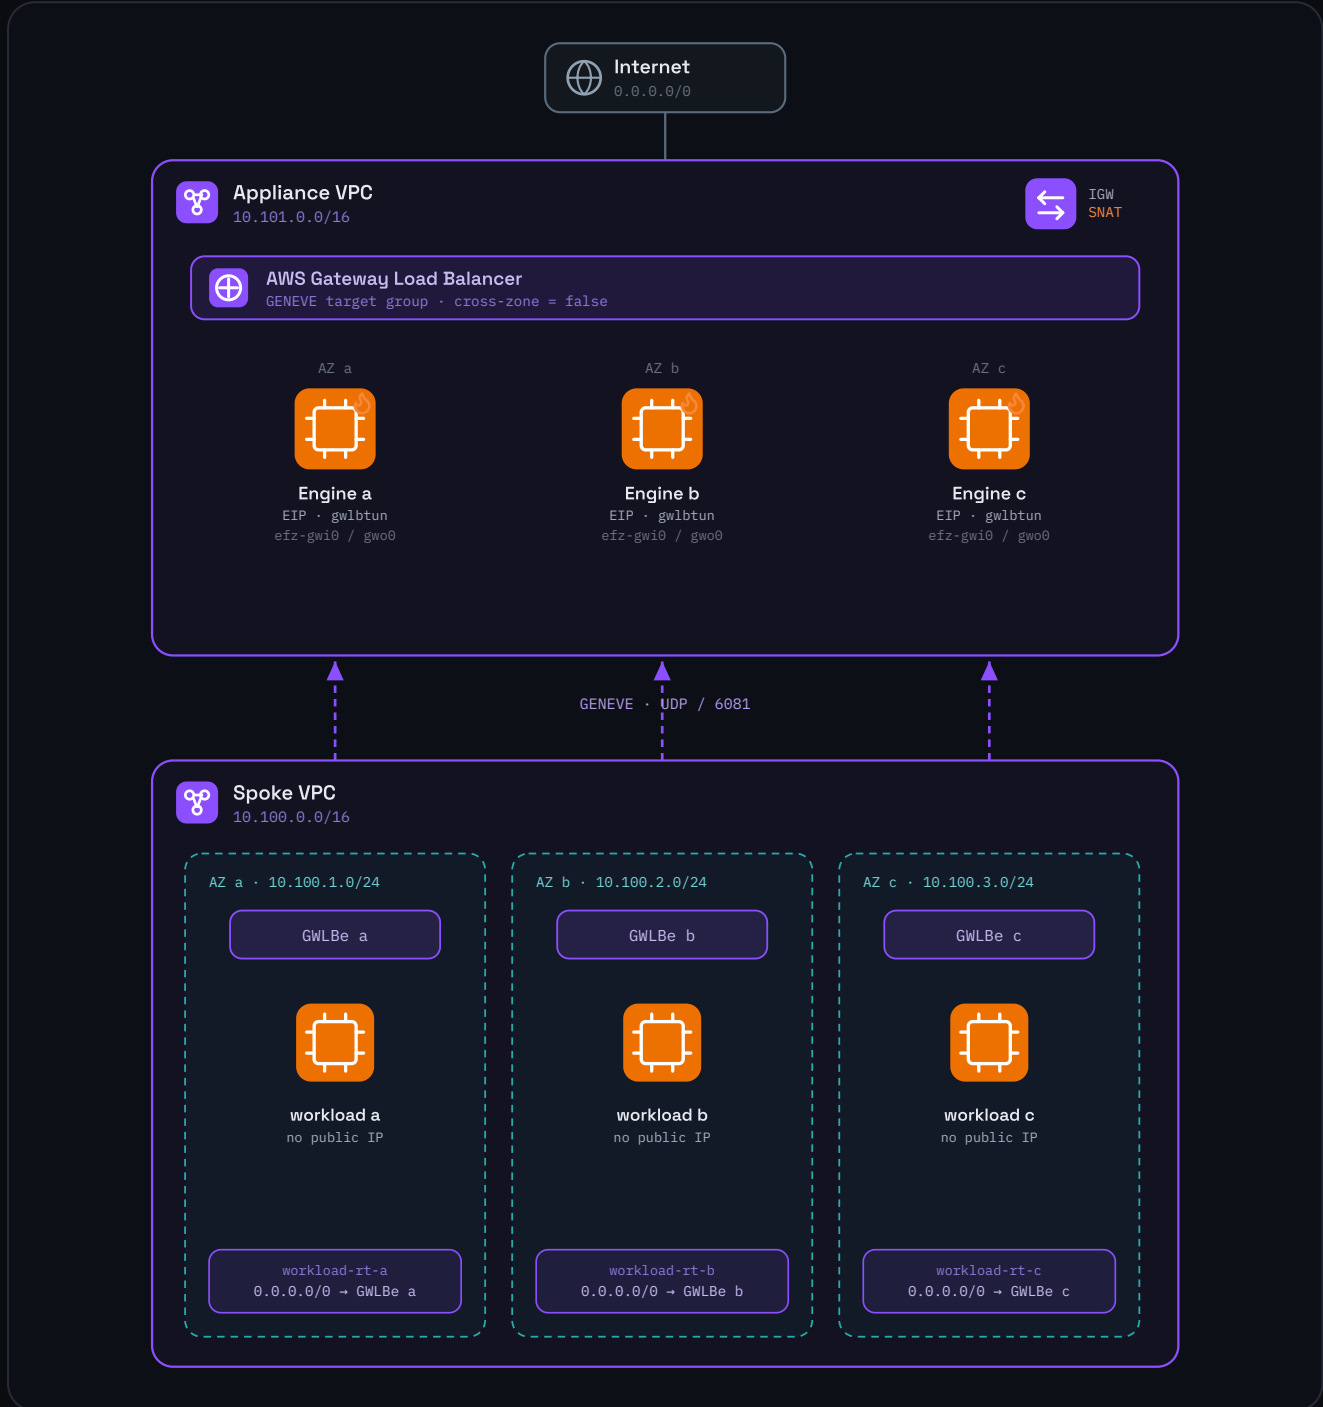 Internet
0.0.0.0/0
Appliance VPC
10.101.0.0/16
IGW
SNAT
AWS Gateway Load Balancer
GENEVE target group · cross-zone = false
AZ a
AZ b
AZ c
Engine a
EIP · gwlbtun
efz-gwi0 / gwo0
Engine b
EIP · gwlbtun
efz-gwi0 / gwo0
Engine c
EIP · gwlbtun
efz-gwi0 / gwo0
GENEVE · UDP / 6081
Spoke VPC
10.100.0.0/16
AZ a · 10.100.1.0/24
GWLBe a
workload a
no public IP
workload-rt-a
0.0.0.0/0 → GWLBe a
AZ b · 10.100.2.0/24
GWLBe b
workload b
no public IP
workload-rt-b
0.0.0.0/0 → GWLBe b
AZ c · 10.100.3.0/24
GWLBe c
workload c
no public IP
workload-rt-c
0.0.0.0/0 → GWLBe c